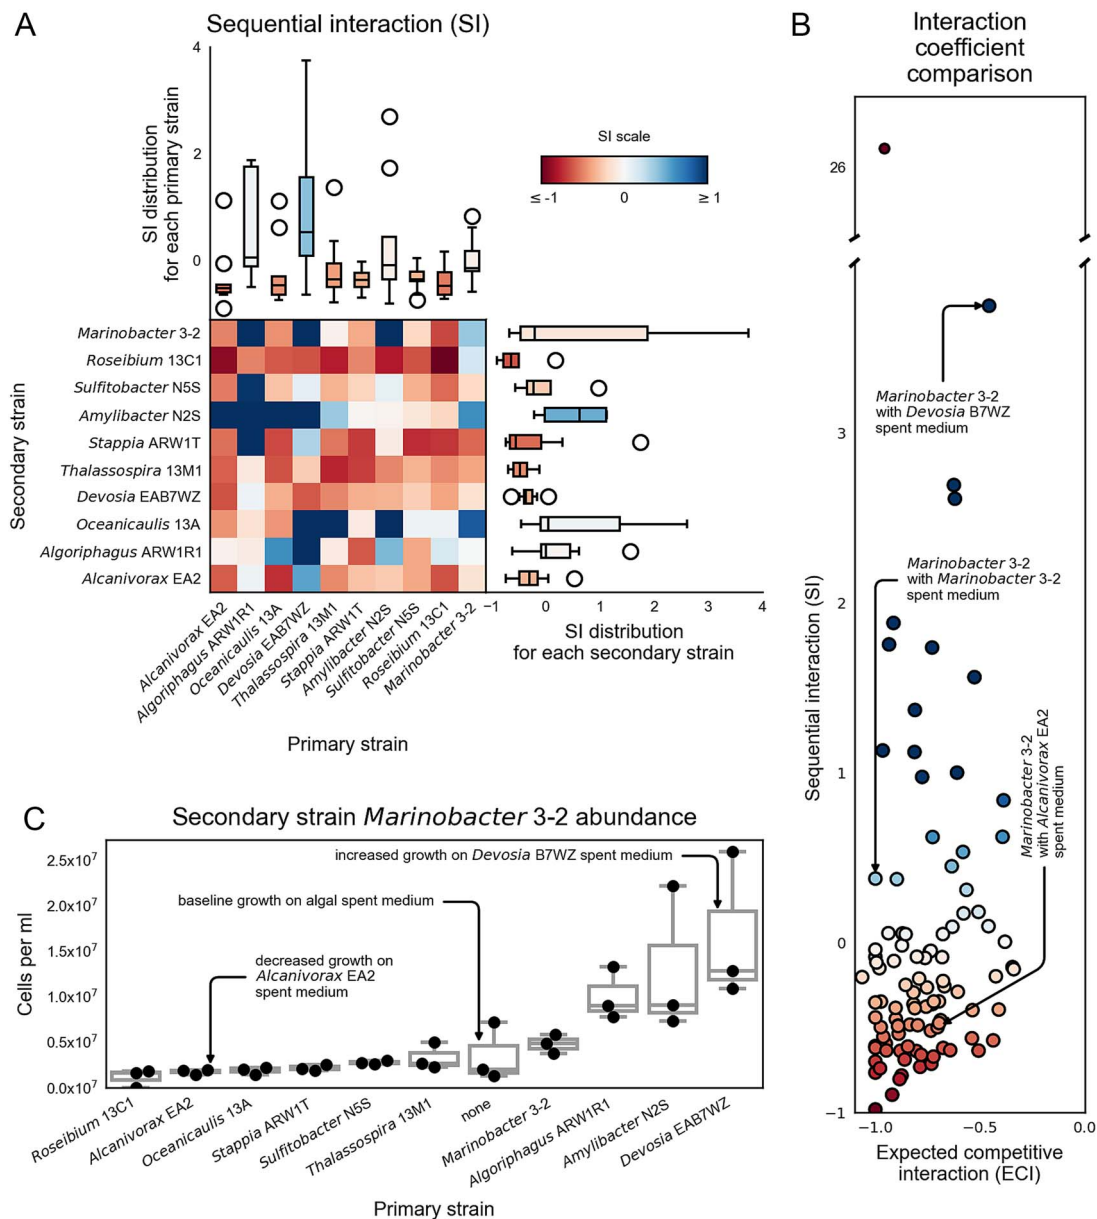 A
Sequential interaction (SI)
SI distribution
for each primary strain
4
2
0
SI scale
≤ -1
0
≥ 1
Secondary strain
Marinobacter 3-2
Roseibium 13C1
Sulfitobacter N5S
Amylibacter N2S
Stappia ARW1T
Thalassospira 13M1
Devosia EAB7WZ
Oceanicaulis 13A
Algoriphagus ARW1R1
Alcanivorax EA2
Alcanivorax EA2
Algoriphagus ARW1R1
Oceanicaulis 13A
Devosia EAB7WZ
Thalassospira 13M1
Stappia ARW1T
Amylibacter N2S
Sulfitobacter N5S
Roseibium 13C1
Marinobacter 3-2
Primary strain
−1
0
1
2
3
4
SI distribution
for each secondary strain
B
Interaction
coefficient
comparison
26
3
2
1
0
−1
Sequential interaction (SI)
Marinobacter 3-2
with Devosia B7WZ
spent medium
Marinobacter 3-2
with Marinobacter 3-2
spent medium
Marinobacter 3-2
with Alcanivorax EA2
spent medium
−1.0
−0.5
0.0
Expected competitive
interaction (ECI)
C
Secondary strain Marinobacter 3-2 abundance
Cells per ml
2.5x10⁷
2.0x10⁷
1.5x10⁷
1.0x10⁷
0.5x10⁷
0.0x10⁷
increased growth on Devosia B7WZ spent medium
baseline growth on algal spent medium
decreased growth on
Alcanivorax EA2
spent medium
Roseibium 13C1
Alcanivorax EA2
Oceanicaulis 13A
Stappia ARW1T
Sulfitobacter N5S
Thalassospira 13M1
none
Marinobacter 3-2
Algoriphagus ARW1R1
Amylibacter N2S
Devosia EAB7WZ
Primary strain